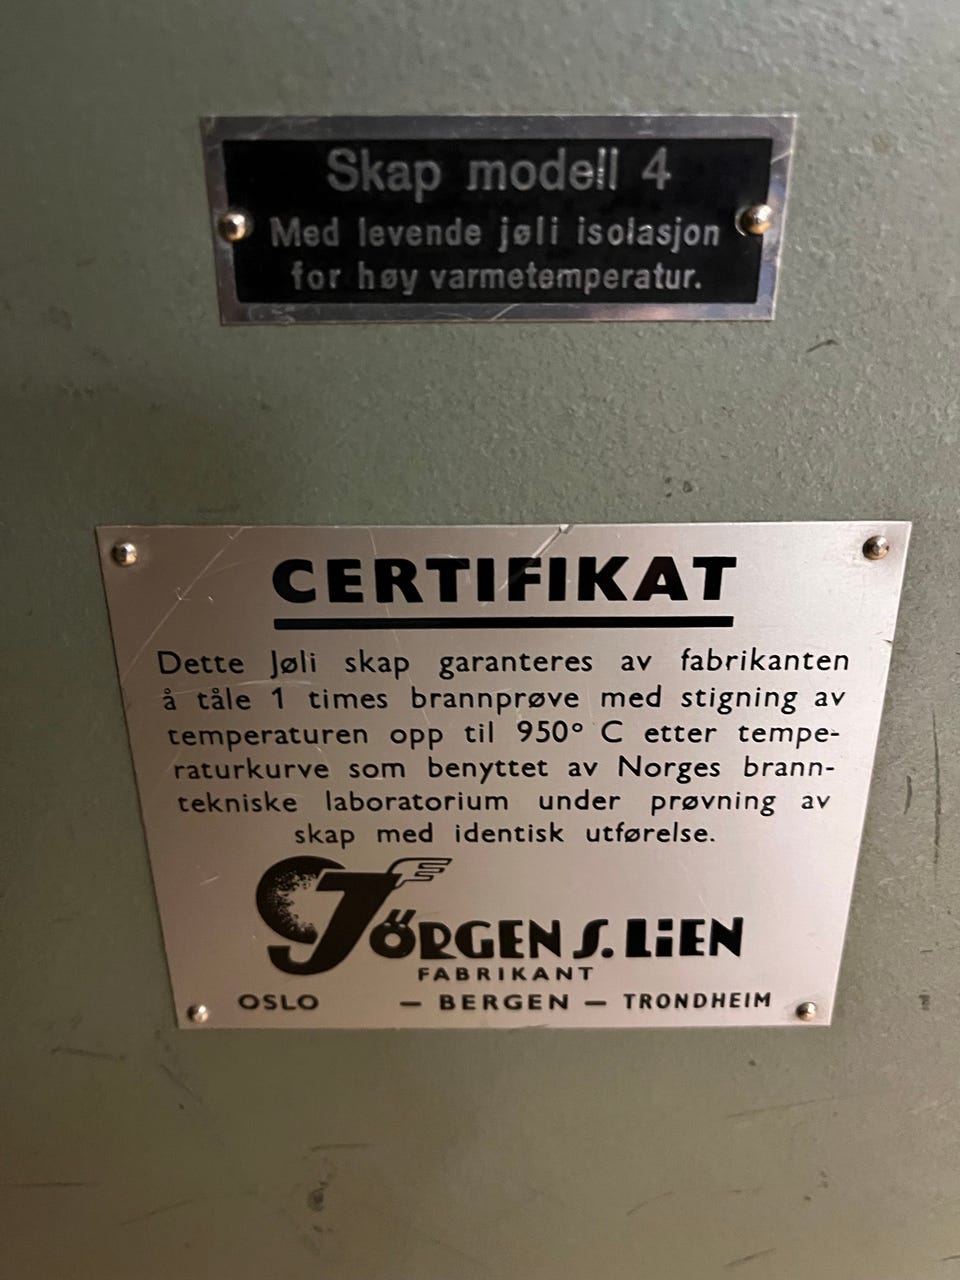 Skap modell 4
Med levende jøli isolasjon
for høy varmetemperatur.
CERTIFIKAT
Dette Jøli skap garanteres av fabrikanten
å tåle 1 times brannprøve med stigning av
temperaturen opp til 950° C etter tempe-
raturkurve som benyttet av Norges brann-
tekniske laboratorium under prøvning av
skap med identisk utførelse.
JÖRGEN S. LIEN
FABRIKANT
OSLO — BERGEN — TRONDHEIM